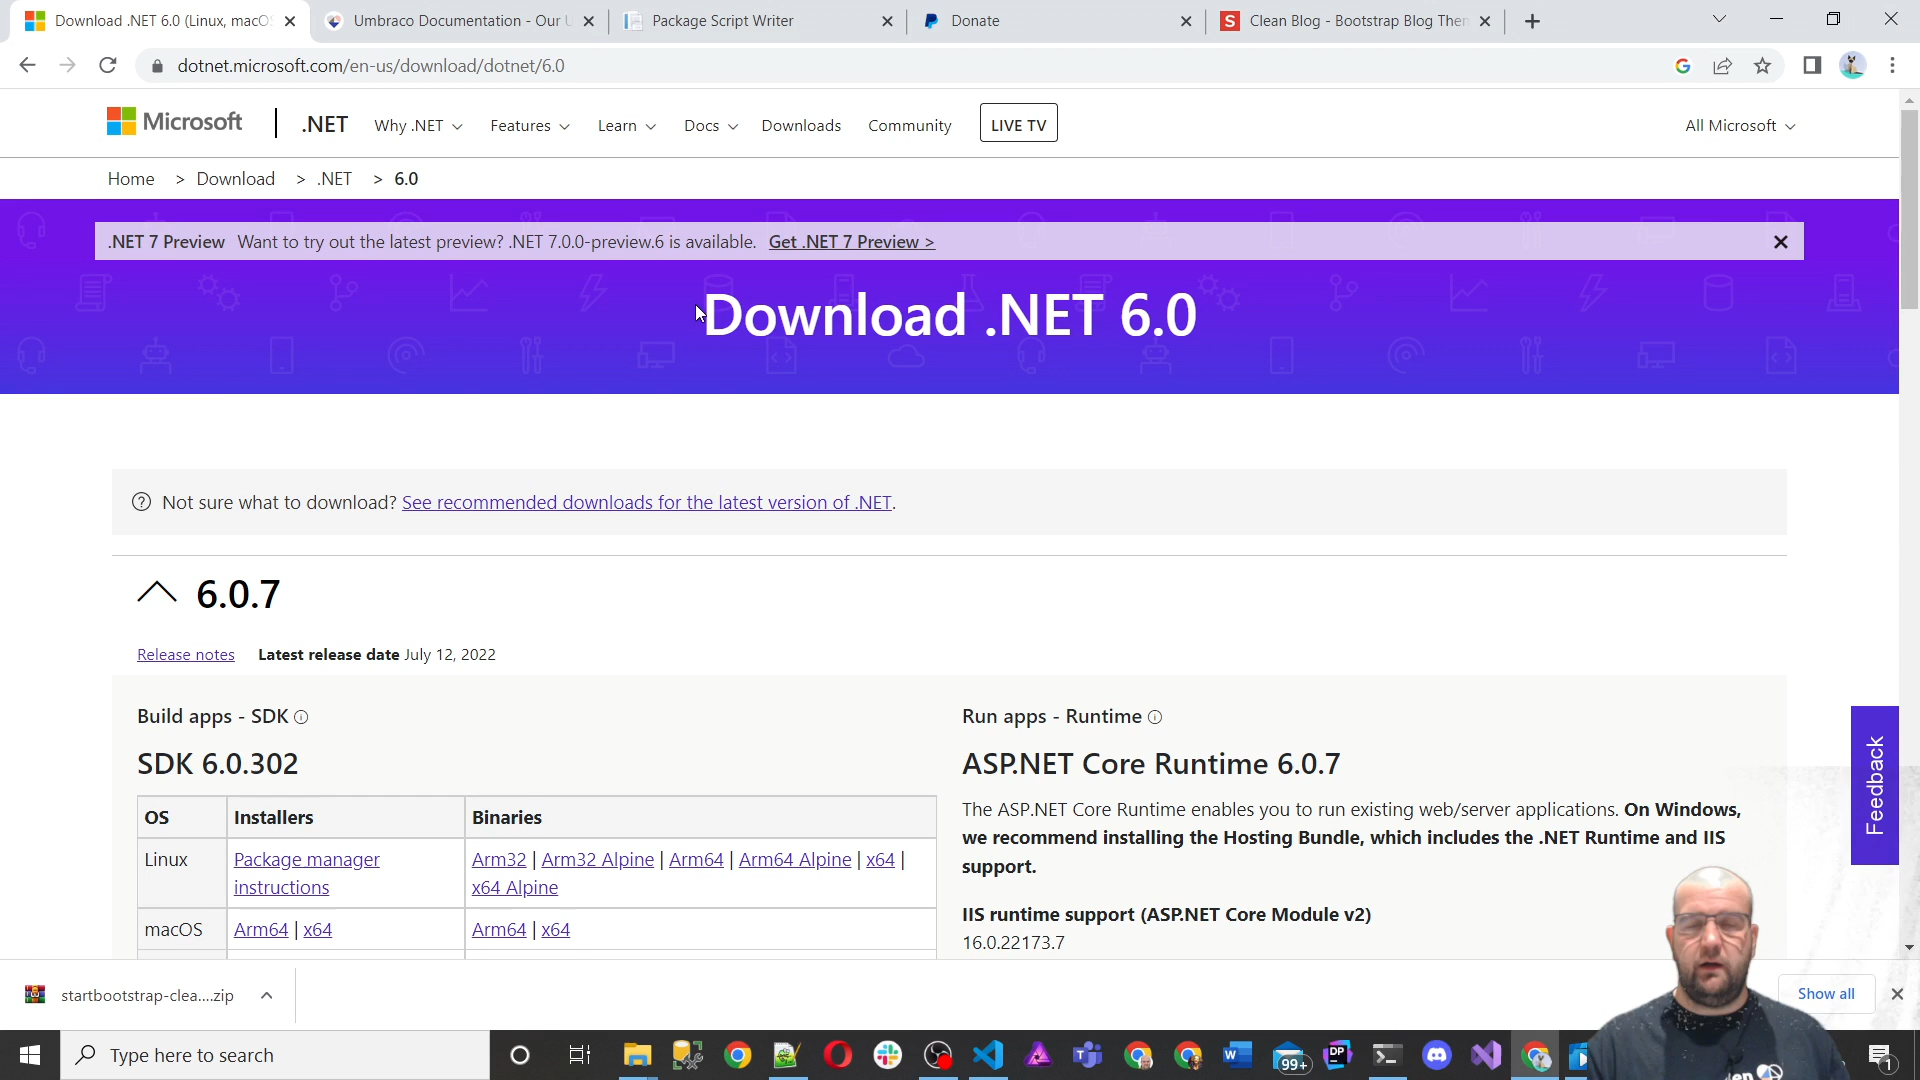 Download .NET 6.0 (Linux, macOS
Umbraco Documentation - Our U
Package Script Writer
Donate
Clean Blog - Bootstrap Blog Them
dotnet.microsoft.com/en-us/download/dotnet/6.0
Microsoft
.NET
Why .NET
Features
Learn
Docs
Downloads
Community
LIVE TV
All Microsoft
Home > Download > .NET > 6.0
.NET 7 Preview Want to try out the latest preview? .NET 7.0.0-preview.6 is available. Get .NET 7 Preview >
Download .NET 6.0
Not sure what to download? See recommended downloads for the latest version of .NET.
6.0.7
Release notes Latest release date July 12, 2022
Build apps - SDK
SDK 6.0.302
OS Installers Binaries
Linux Package manager instructions Arm32 | Arm32 Alpine | Arm64 | Arm64 Alpine | x64 | x64 Alpine
macOS Arm64 | x64 Arm64 | x64
Run apps - Runtime
ASP.NET Core Runtime 6.0.7
The ASP.NET Core Runtime enables you to run existing web/server applications. On Windows,
we recommend installing the Hosting Bundle, which includes the .NET Runtime and IIS
support.
IIS runtime support (ASP.NET Core Module v2)
16.0.22173.7
Feedback
startbootstrap-clea....zip
Show all
Type here to search
99+
DP
1